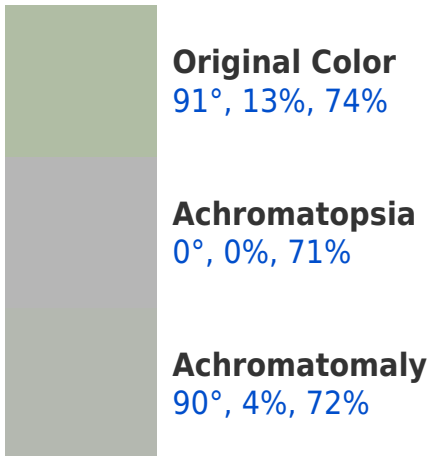 Original Color
91°, 13%, 74%
Achromatopsia
0°, 0%, 71%
Achromatomaly
90°, 4%, 72%